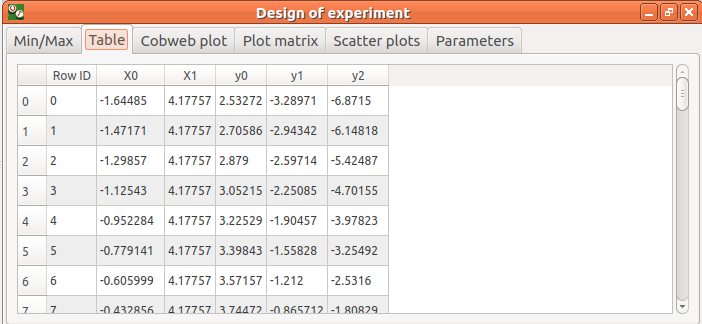 Design of experiment
Min/Max Table Cobweb plot Plot matrix Scatter plots Parameters
Row ID X0 X1 y0 y1 y2
0 0 -1.64485 4.17757 2.53272 -3.28971 -6.8715
1 1 -1.47171 4.17757 2.70586 -2.94342 -6.14818
2 2 -1.29857 4.17757 2.879 -2.59714 -5.42487
3 3 -1.12543 4.17757 3.05215 -2.25085 -4.70155
4 4 -0.952284 4.17757 3.22529 -1.90457 -3.97823
5 5 -0.779141 4.17757 3.39843 -1.55828 -3.25492
6 6 -0.605999 4.17757 3.57157 -1.212 -2.5316
7 7 -0.432856 4.17757 3.74472 -0.865712 -1.80829